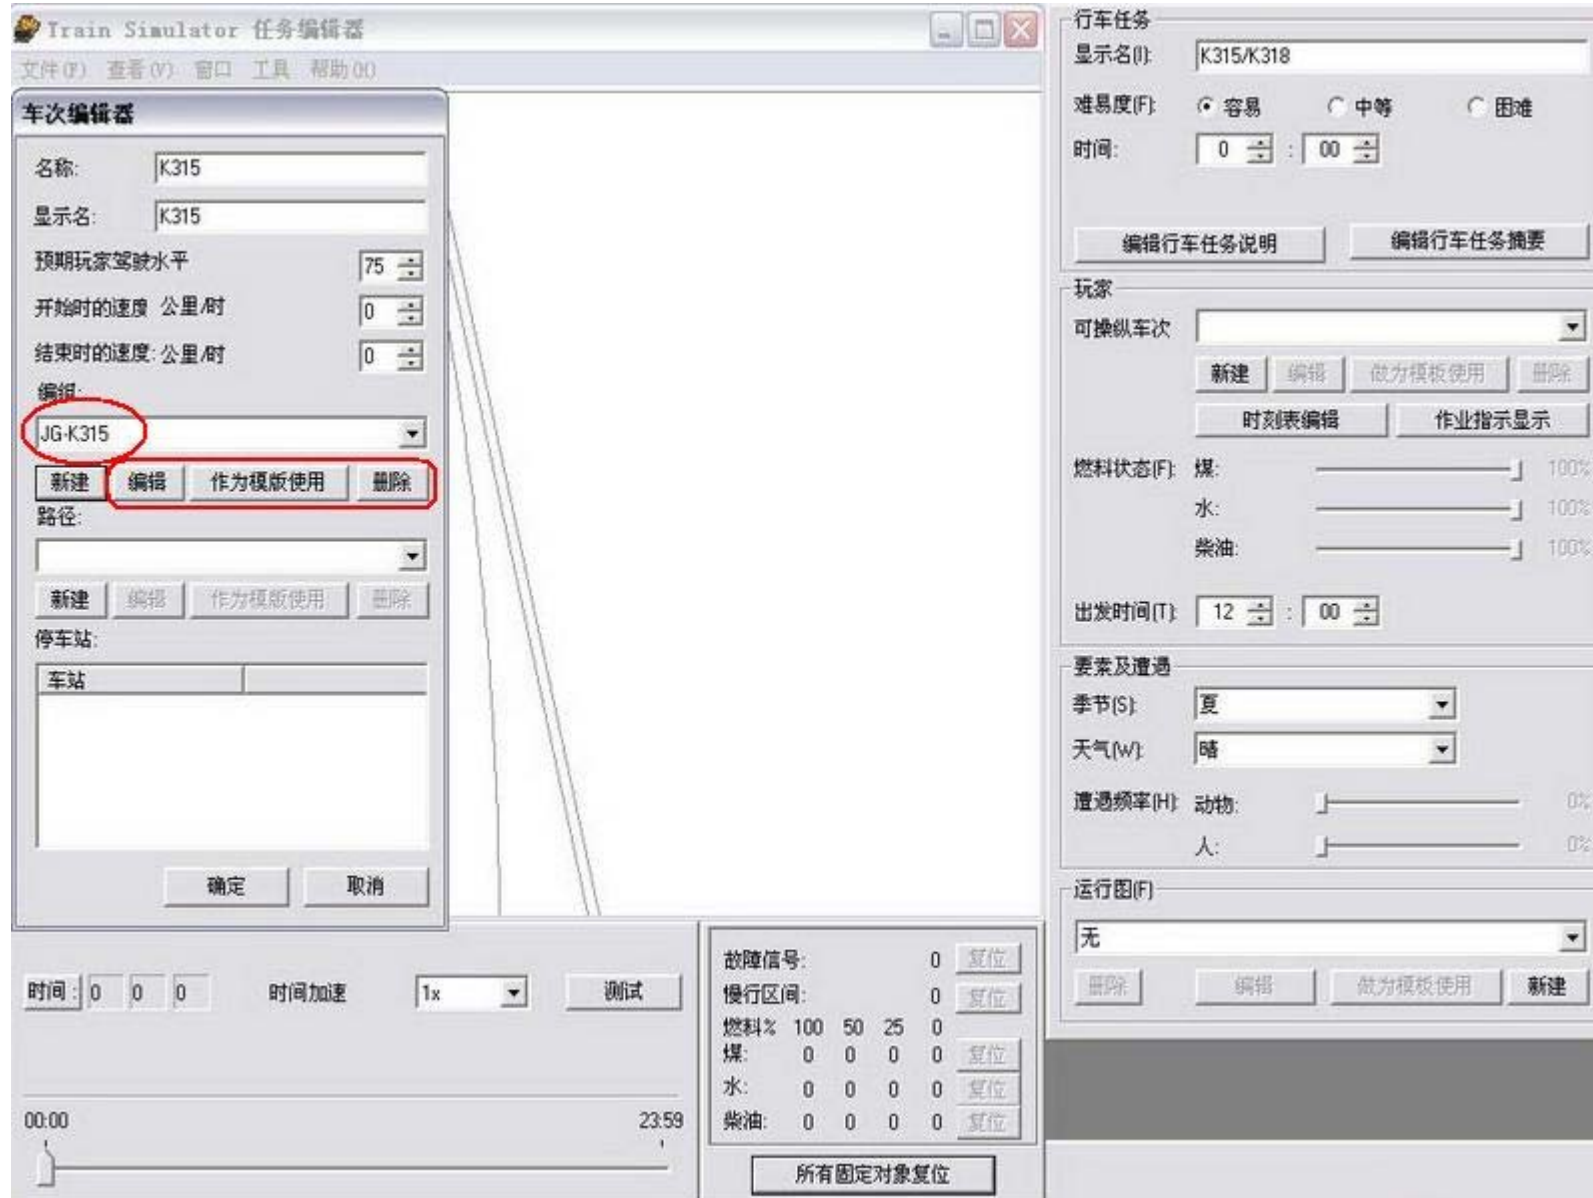 Train Simulator 任务编辑器
文件(F) 查看(V) 窗口 工具 帮助(H)
车次编辑器
名称: K315
显示名: K315
预期玩家驾驶水平 75
开始时的速度 公里/时 0
结束时的速度: 公里/时 0
编组:
JG-K315
新建 编辑 作为模版使用 删除
路径:
新建 编辑 作为模版使用 删除
停车站:
车站
确定 取消
时间: 0 0 0 时间加速 1x 测试
00:00 23:59
故障信号: 0 复位
慢行区间: 0 复位
燃料% 100 50 25 0
煤: 0 0 0 0 复位
水: 0 0 0 0 复位
柴油: 0 0 0 0 复位
所有固定对象复位
行车任务
显示名(I): K315/K318
难易度(F): 容易 中等 困难
时间: 0 : 00
编辑行车任务说明 编辑行车任务摘要
玩家
可操纵车次
新建 编辑 做为模板使用 删除
时刻表编辑 作业指示显示
燃料状态(F): 煤: 100%
水: 100%
柴油: 100%
出发时间(T): 12 : 00
要素及遭遇
季节(S): 夏
天气(W): 晴
遭遇频率(H): 动物: 0%
人: 0%
运行图(F)
无
删除 编辑 做为模板使用 新建